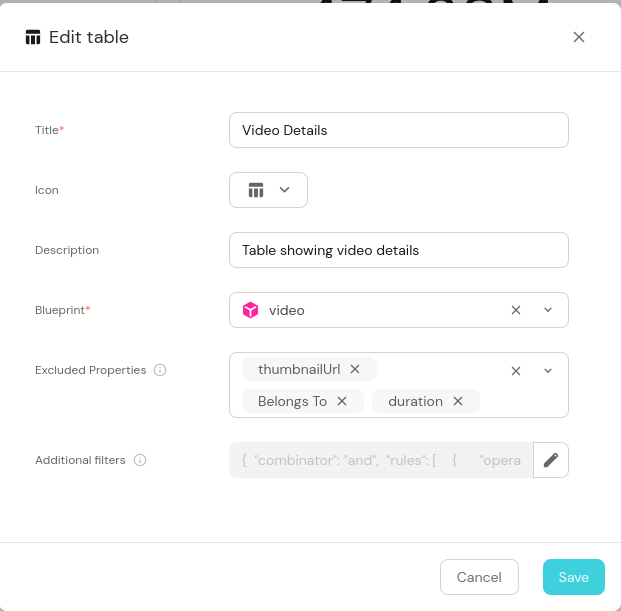 Edit table
Title*
Video Details
Icon
Description
Table showing video details
Blueprint*
video
Excluded Properties
thumbnailUrl
Belongs To duration
Additional filters
{ "combinator": "and", "rules": [ { "opera
Cancel Save